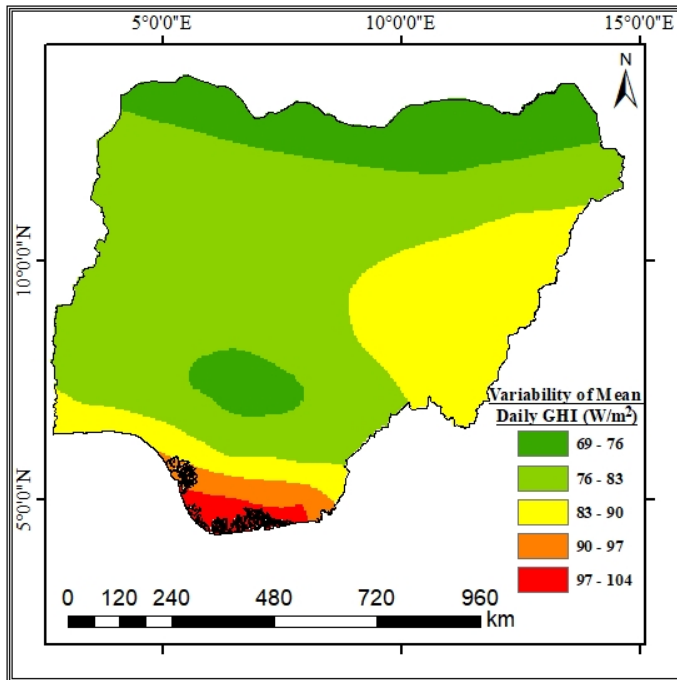 5°0'0"E 10°0'0"E 15°0'0"E
N
10°0'0"N
5°0'0"N
Variability of Mean
Daily GHI (W/m²)
69 - 76
76 - 83
83 - 90
90 - 97
97 - 104
0 120 240 480 720 960
km